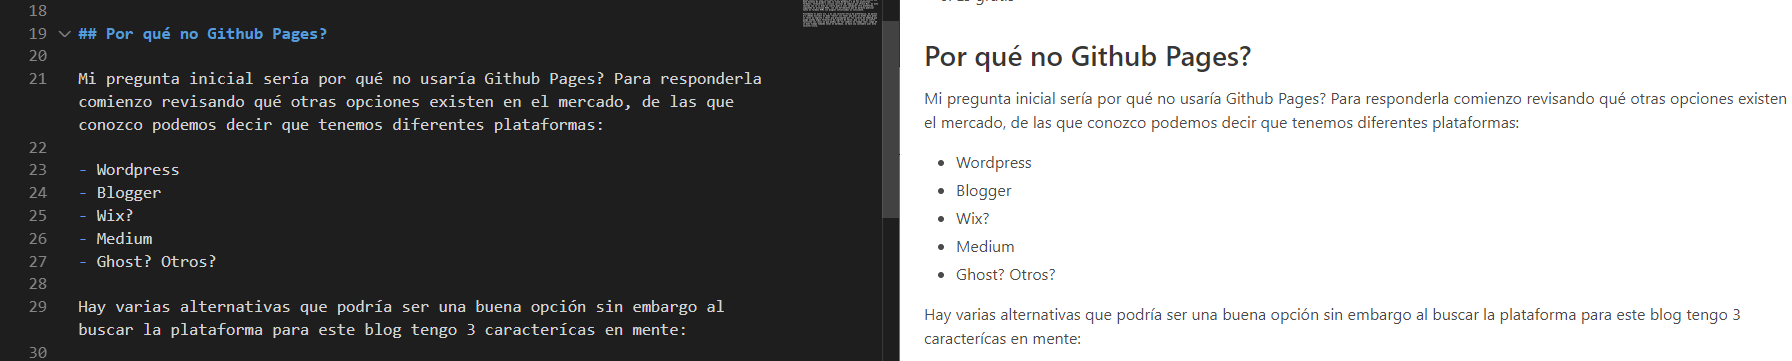 18
19 ## Por qué no Github Pages?
20
21 Mi pregunta inicial sería por qué no usaría Github Pages? Para responderla
comienzo revisando qué otras opciones existen en el mercado, de las que
conozco podemos decir que tenemos diferentes plataformas:
22
23 - Wordpress
24 - Blogger
25 - Wix?
26 - Medium
27 - Ghost? Otros?
28
29 Hay varias alternativas que podría ser una buena opción sin embargo al
buscar la plataforma para este blog tengo 3 caracterícas en mente:
30
Por qué no Github Pages?
Mi pregunta inicial sería por qué no usaría Github Pages? Para responderla comienzo revisando qué otras opciones existen
el mercado, de las que conozco podemos decir que tenemos diferentes plataformas:
• Wordpress
• Blogger
• Wix?
• Medium
• Ghost? Otros?
Hay varias alternativas que podría ser una buena opción sin embargo al buscar la plataforma para este blog tengo 3
caracterícas en mente: